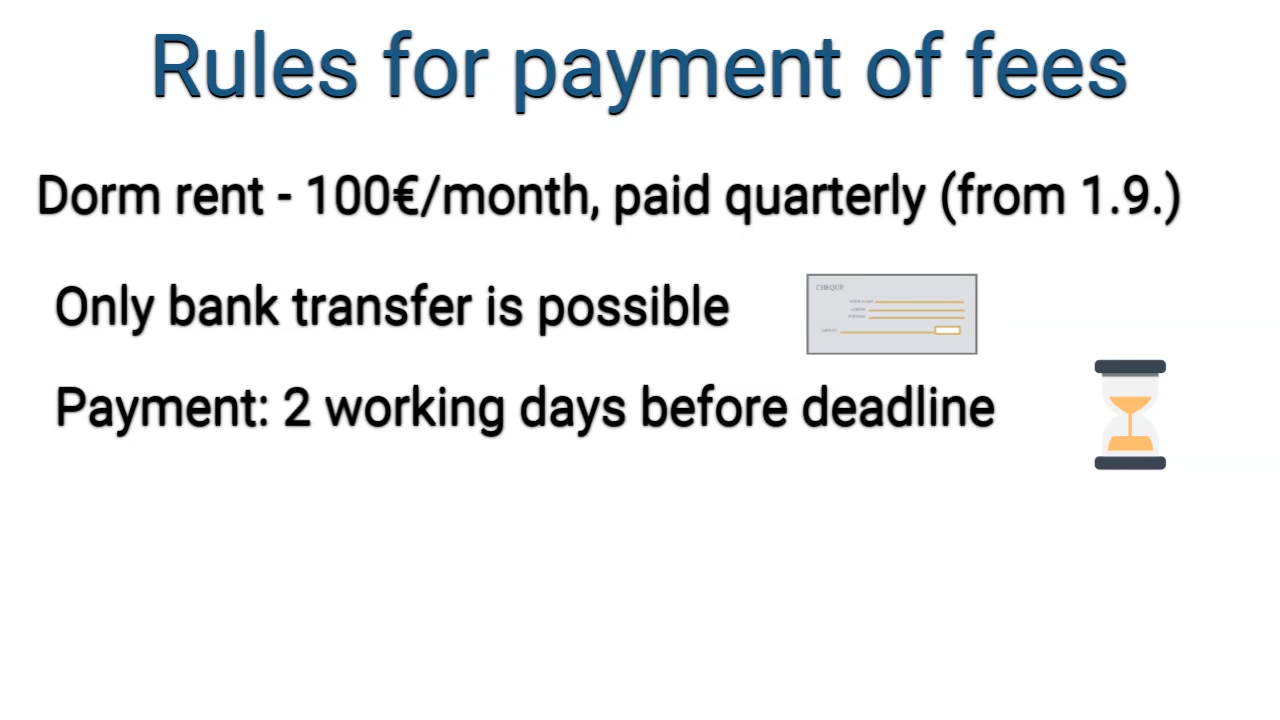 Rules for payment of fees
Dorm rent - 100€/month, paid quarterly (from 1.9.)
Only bank transfer is possible
CHEQUE
Payment: 2 working days before deadline